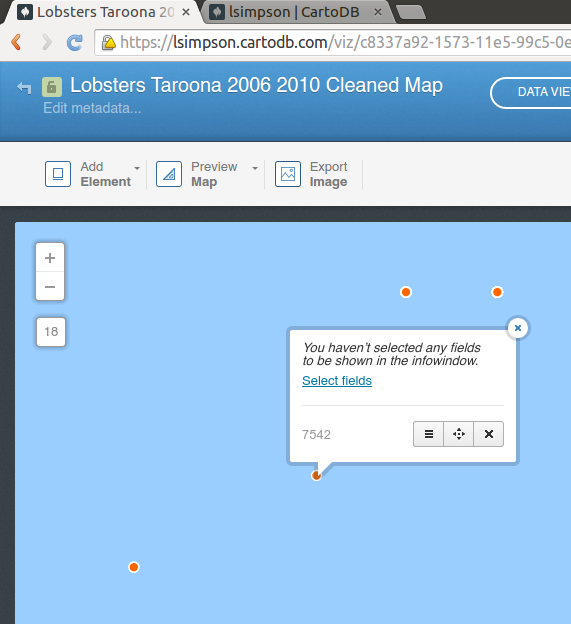 Lobsters Taroona 20
lsimpson | CartoDB
https://lsimpson.cartodb.com/viz/c8337a92-1573-11e5-99c5-0e
Lobsters Taroona 2006 2010 Cleaned Map
DATA VIE
Edit metadata...
Add
Element
Preview
Map
Export
Image
18
You haven't selected any fields
to be shown in the infowindow.
Select fields
7542